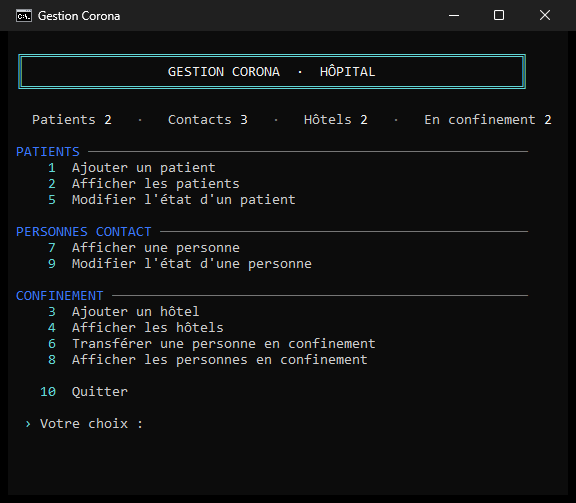 Gestion Corona
GESTION CORONA · HÔPITAL
Patients 2 · Contacts 3 · Hôtels 2 · En confinement 2
PATIENTS
1 Ajouter un patient
2 Afficher les patients
5 Modifier l'état d'un patient
PERSONNES CONTACT
7 Afficher une personne
9 Modifier l'état d'une personne
CONFINEMENT
3 Ajouter un hôtel
4 Afficher les hôtels
6 Transférer une personne en confinement
8 Afficher les personnes en confinement
10 Quitter
› Votre choix :